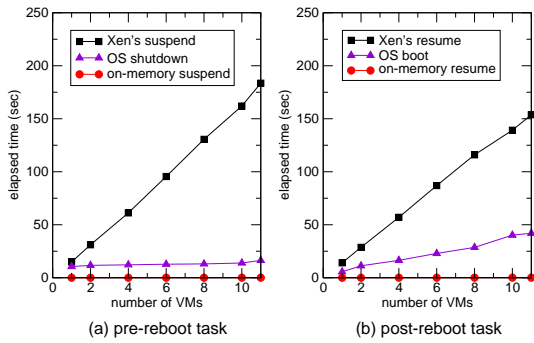 250
200
150
100
50
0
elapsed time (sec)
Xen's suspend
OS shutdown
on-memory suspend
0 2 4 6 8 10
number of VMs
(a) pre-reboot task
250
200
150
100
50
0
elapsed time (sec)
Xen's resume
OS boot
on-memory resume
0 2 4 6 8 10
number of VMs
(b) post-reboot task